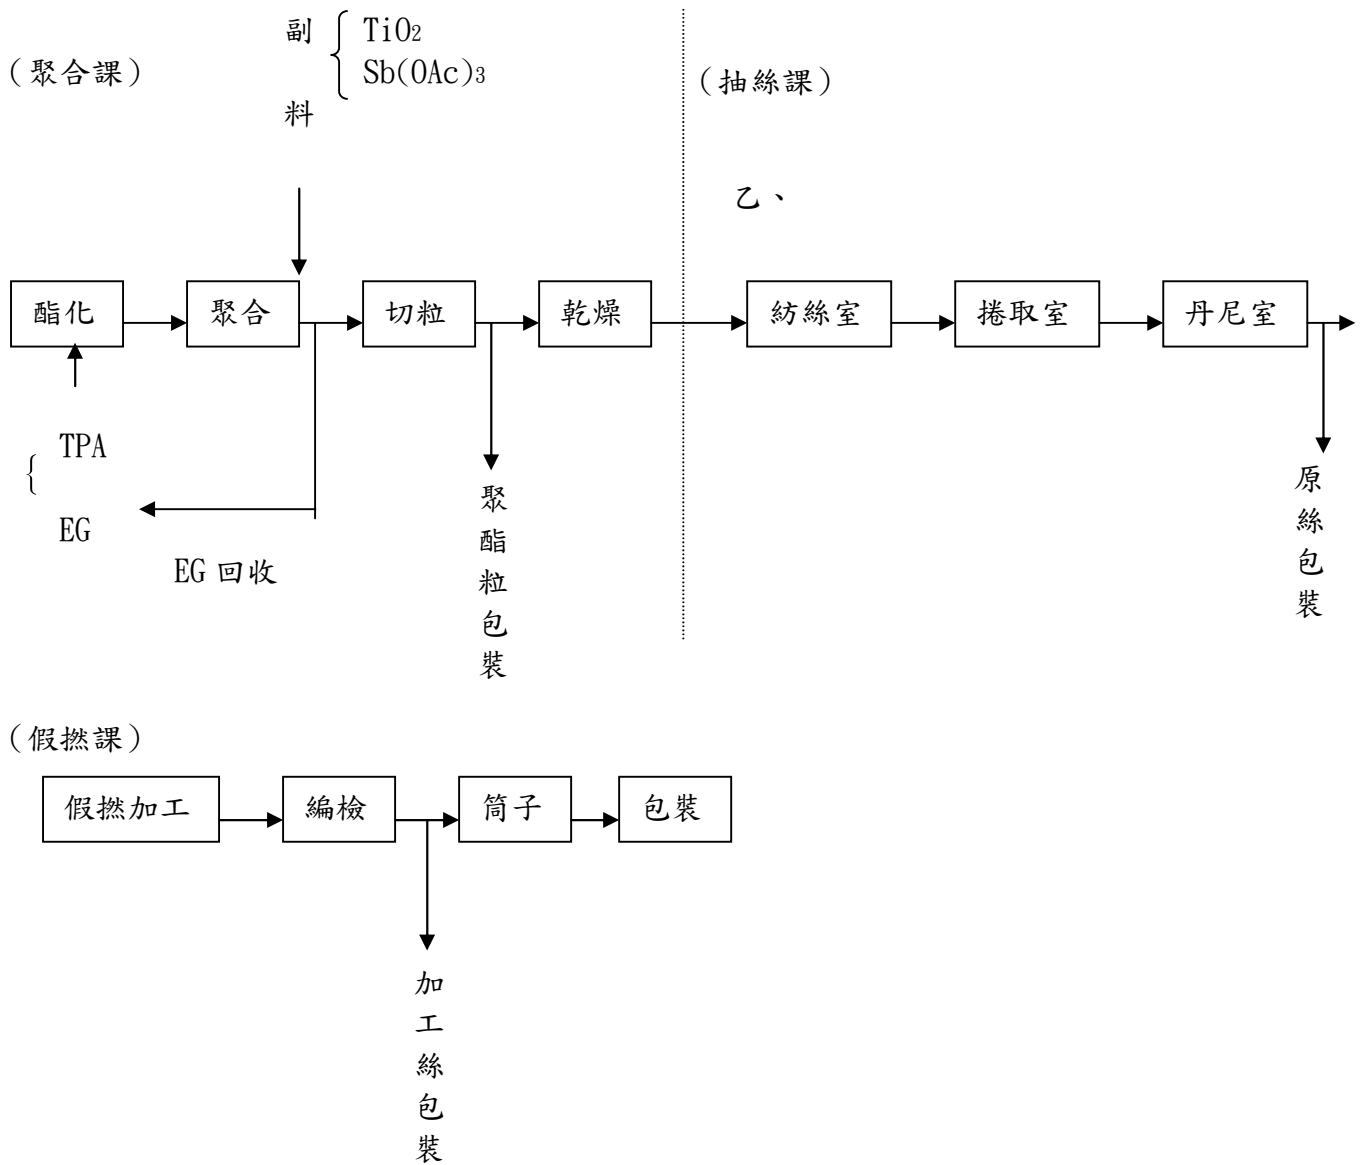 （聚合課）
副料
TiO2
Sb(OAc)3
（抽絲課）
乙、
酯化
聚合
切粒
乾燥
紡絲室
捲取室
丹尼室
TPA
EG
EG 回收
聚酯粒包裝
原絲包裝
（假撚課）
假撚加工
編檢
筒子
包裝
加工絲包裝